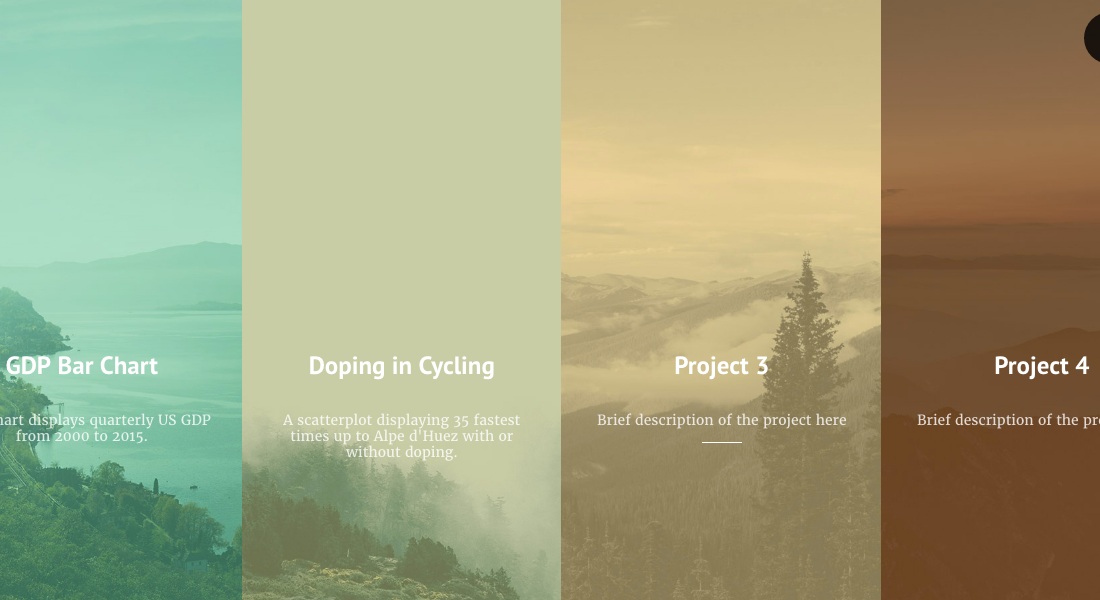 GDP Bar Chart
displays quarterly US GDP
from 2000 to 2015.
Doping in Cycling
A scatterplot displaying 35 fastest
times up to Alpe d'Huez with or
without doping.
Project 3
Brief description of the project here
Project 4
Brief description of the